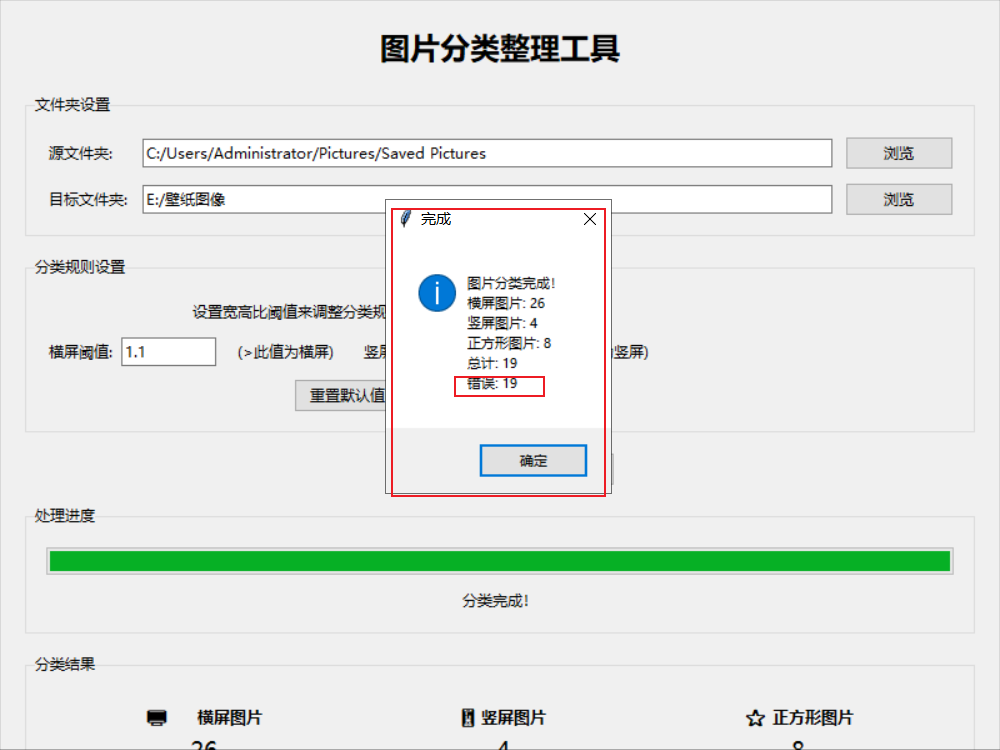 图片分类整理工具
文件夹设置
源文件夹: C:/Users/Administrator/Pictures/Saved Pictures 浏览
目标文件夹: E:/壁纸图像 浏览
分类规则设置
设置宽高比阈值来调整分类规
横屏阈值: 1.1 (>此值为横屏) 竖屏 竖屏)
重置默认值
完成
图片分类完成!
横屏图片: 26
竖屏图片: 4
正方形图片: 8
总计: 19
错误: 19
确定
处理进度
分类完成!
分类结果
横屏图片 竖屏图片 正方形图片
26 4 8